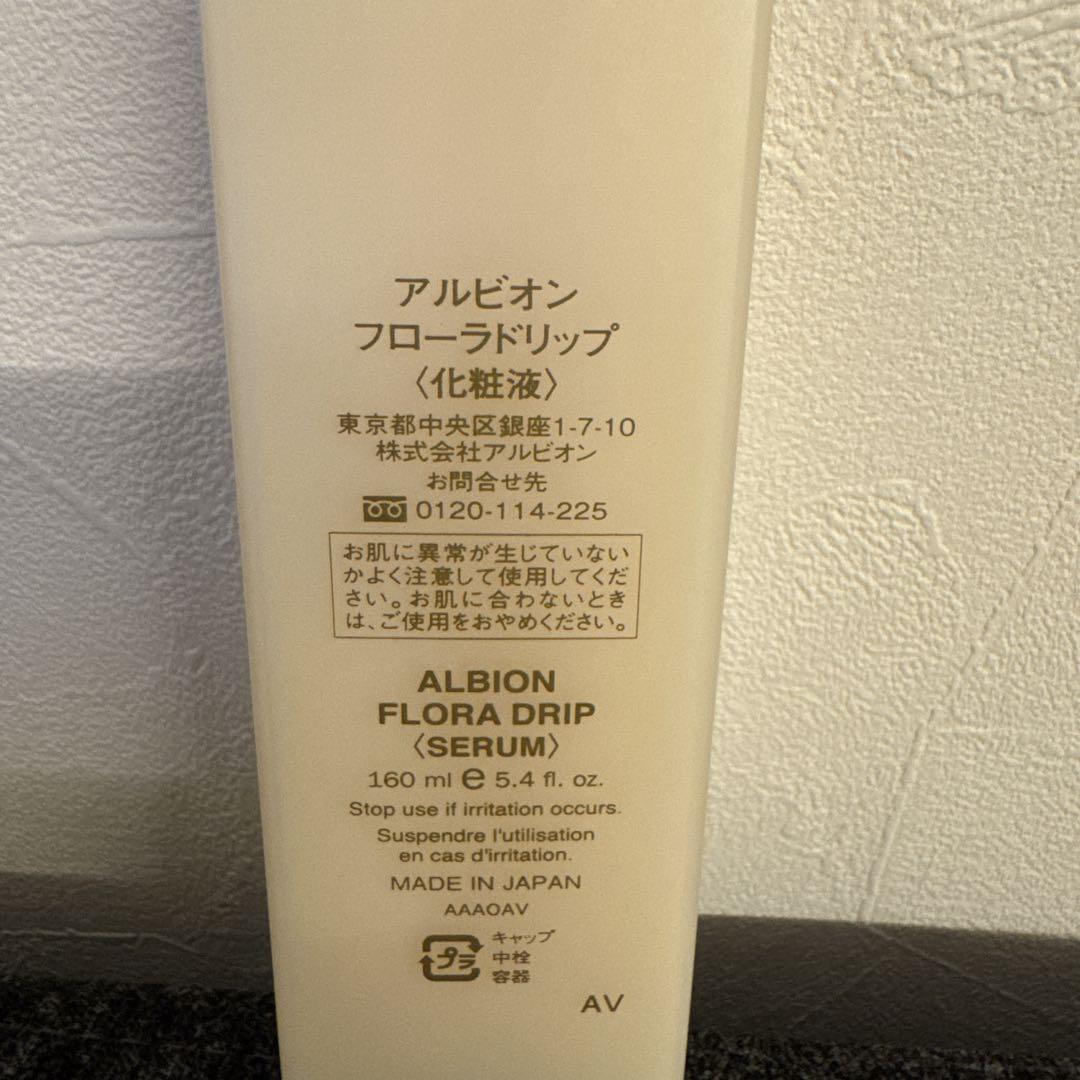 アルビオン
フローラドリップ
〈化粧液〉
東京都中央区銀座1-7-10
株式会社アルビオン
お問合せ先
0120-114-225
お肌に異常が生じていない
かよく注意して使用してくだ
さい。お肌に合わないとき
は、ご使用をおやめください。
ALBION
FLORA DRIP
〈SERUM〉
160 ml e 5.4 fl. oz.
Stop use if irritation occurs.
Suspendre l'utilisation
en cas d'irritation.
MADE IN JAPAN
AAAOAV
プラ
キャップ
中栓
容器
AV